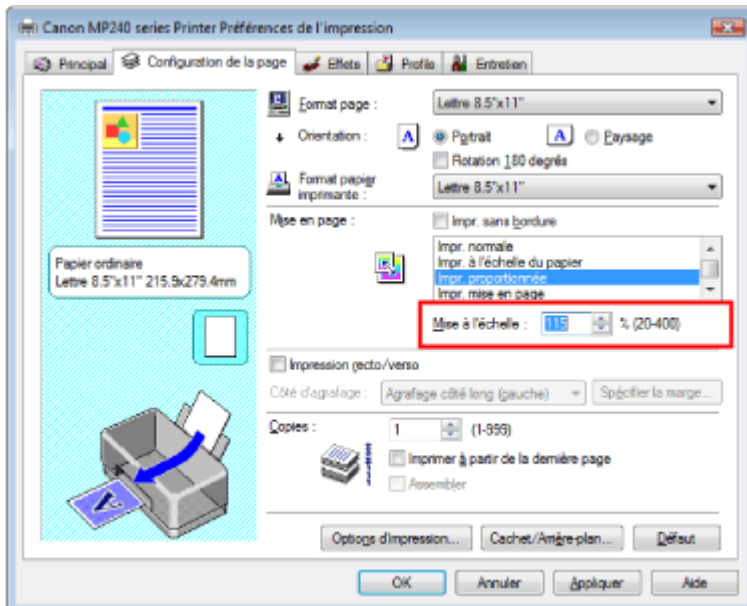 Canon MP240 series Printer Préférences de l'impression
Principal Configuration de la page Effets Profils Entretien
Format page : Lettre 8.5"x11"
Orientation : A Portrait A Paysage
Rotation 180 degrés
Format papier imprimante : Lettre 8.5"x11"
Mise en page : Impr. sans bordure
Impr. normale
Impr. à l'échelle du papier
Impr. proportionnée
Impr. mise en page
Papier ordinaire
Lettre 8.5"x11" 215.9x279.4mm
Mise à l'échelle : 115 % (20-400)
Impression recto/verso
Côté d'agrafage : Agrafage côté long (gauche) Spécifier la marge...
Copies : 1 (1-999)
Imprimer à partir de la dernière page
Assembler
Options d'impression... Cachet/Arrière-plan... Défaut
OK Annuler Appliquer Aide